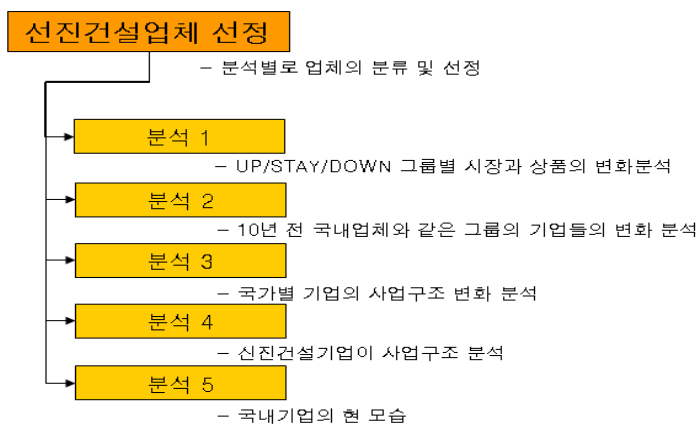 선진건설업체 선정
– 분석별로 업체의 분류 및 선정
분석 1
– UP/STAY/DOWN 그룹별 시장과 상품의 변화분석
분석 2
– 10년 전 국내업체와 같은 그룹의 기업들의 변화 분석
분석 3
– 국가별 기업의 사업구조 변화 분석
분석 4
– 신진건설기업이 사업구조 분석
분석 5
– 국내기업의 현 모습